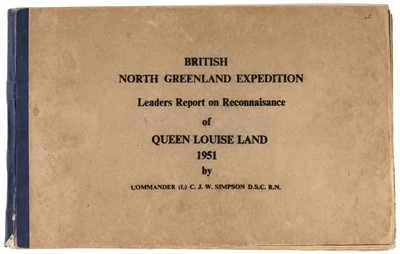 BRITISH
NORTH GREENLAND EXPEDITION
Leaders Report on Reconnaisance
of
QUEEN LOUISE LAND
1951
by
COMMANDER (L) C. J. W. SIMPSON D.S.C. R.N.